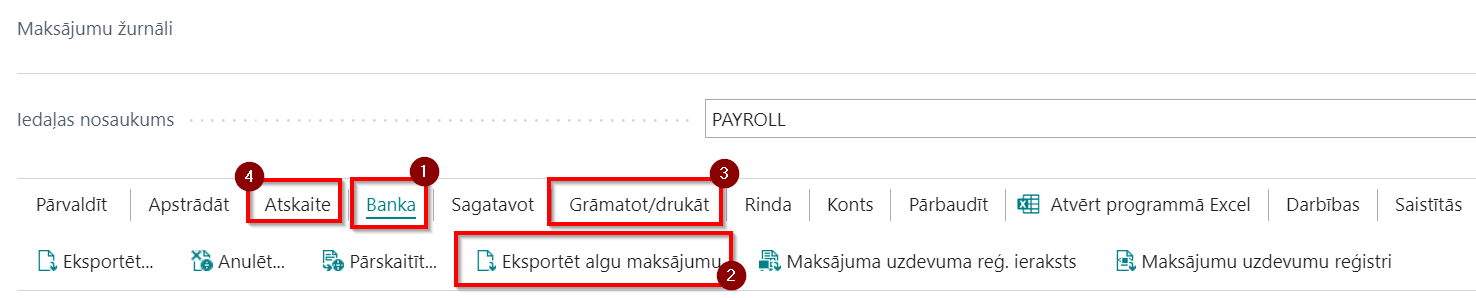 Maksājumu žurnāli
Iedaļas nosaukums PAYROLL
4 1 3
Pārvaldīt Apstrādāt Atskaite Banka Sagatavot Grāmatot/drukāt Rinda Konts Pārbaudīt Atvērt programmā Excel Darbības Saistītās
Eksportēt... Anulēt... Pārskaitīt... Eksportēt algu maksājumu 2 Maksājuma uzdevuma reģ. ieraksts Maksājumu uzdevumu reģistri